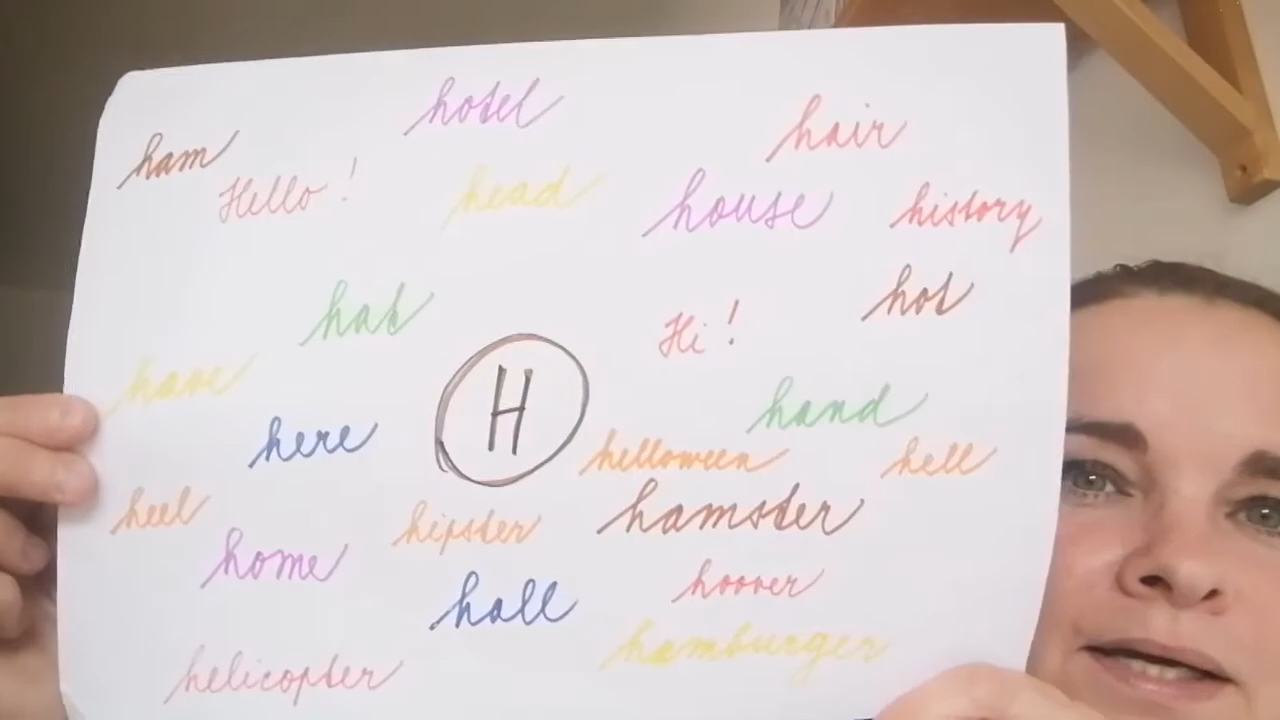 hotel
ham
hair
Hello!
head
house
history
hat
Hi!
hot
have
here
H
hand
helloween
hell
heel
hipster
hamster
home
hall
hoover
helicopter
hamburger